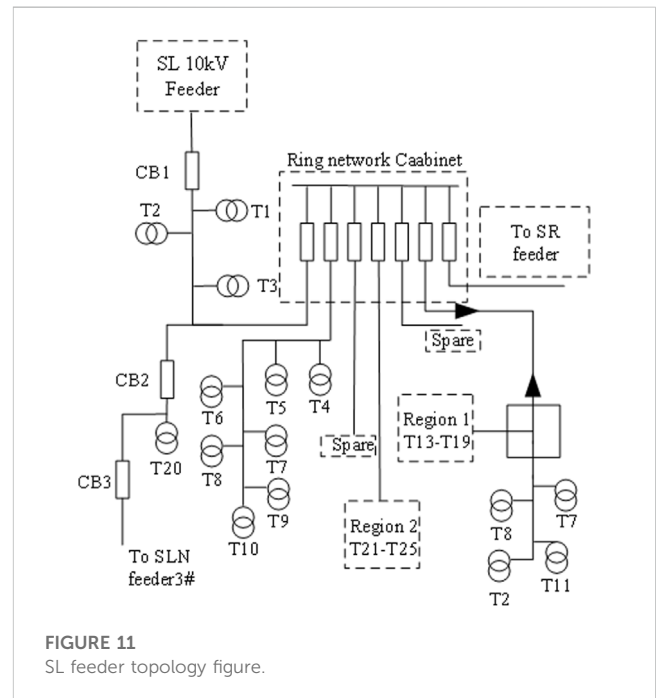 SL 10kV
Feeder
CB1
Ring network Caabinet
T2
T1
To SR
feeder
T3
Spare
CB2
T6
T5
T4
Region 1
T13-T19
T20
T8
T7
Spare
CB3
T9
T8
T7
T10
Region 2
T21-T25
To SLN
feeder3#
T2
T11
FIGURE 11
SL feeder topology figure.